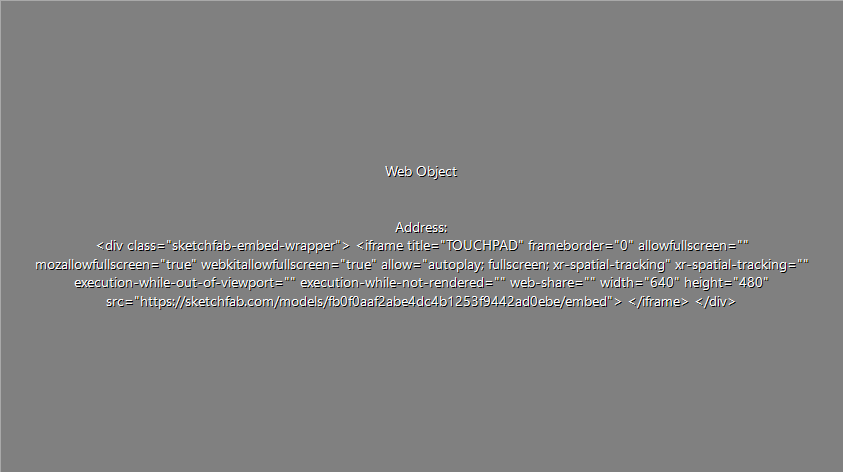 Web Object
Address:
<div class="sketchfab-embed-wrapper"> <iframe title="TOUCHPAD" frameborder="0" allowfullscreen=""
mozallowfullscreen="true" webkitallowfullscreen="true" allow="autoplay; fullscreen; xr-spatial-tracking" xr-spatial-tracking=""
execution-while-out-of-viewport="" execution-while-not-rendered="" web-share="" width="640" height="480"
src="https://sketchfab.com/models/fb0f0aaf2abe4dc4b1253f9442ad0ebe/embed"> </iframe> </div>